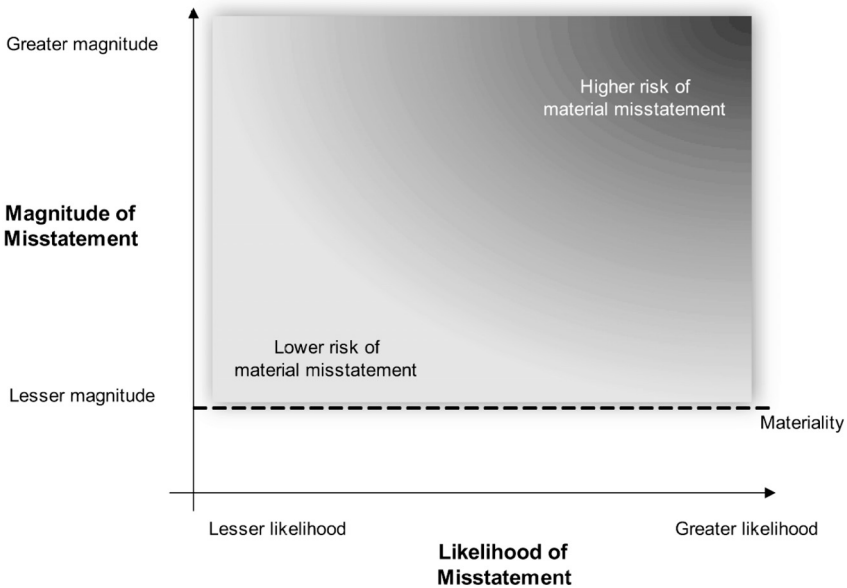 Greater magnitude
Higher risk of
material misstatement
Magnitude of
Misstatement
Lower risk of
material misstatement
Lesser magnitude
Materiality
Lesser likelihood
Greater likelihood
Likelihood of
Misstatement